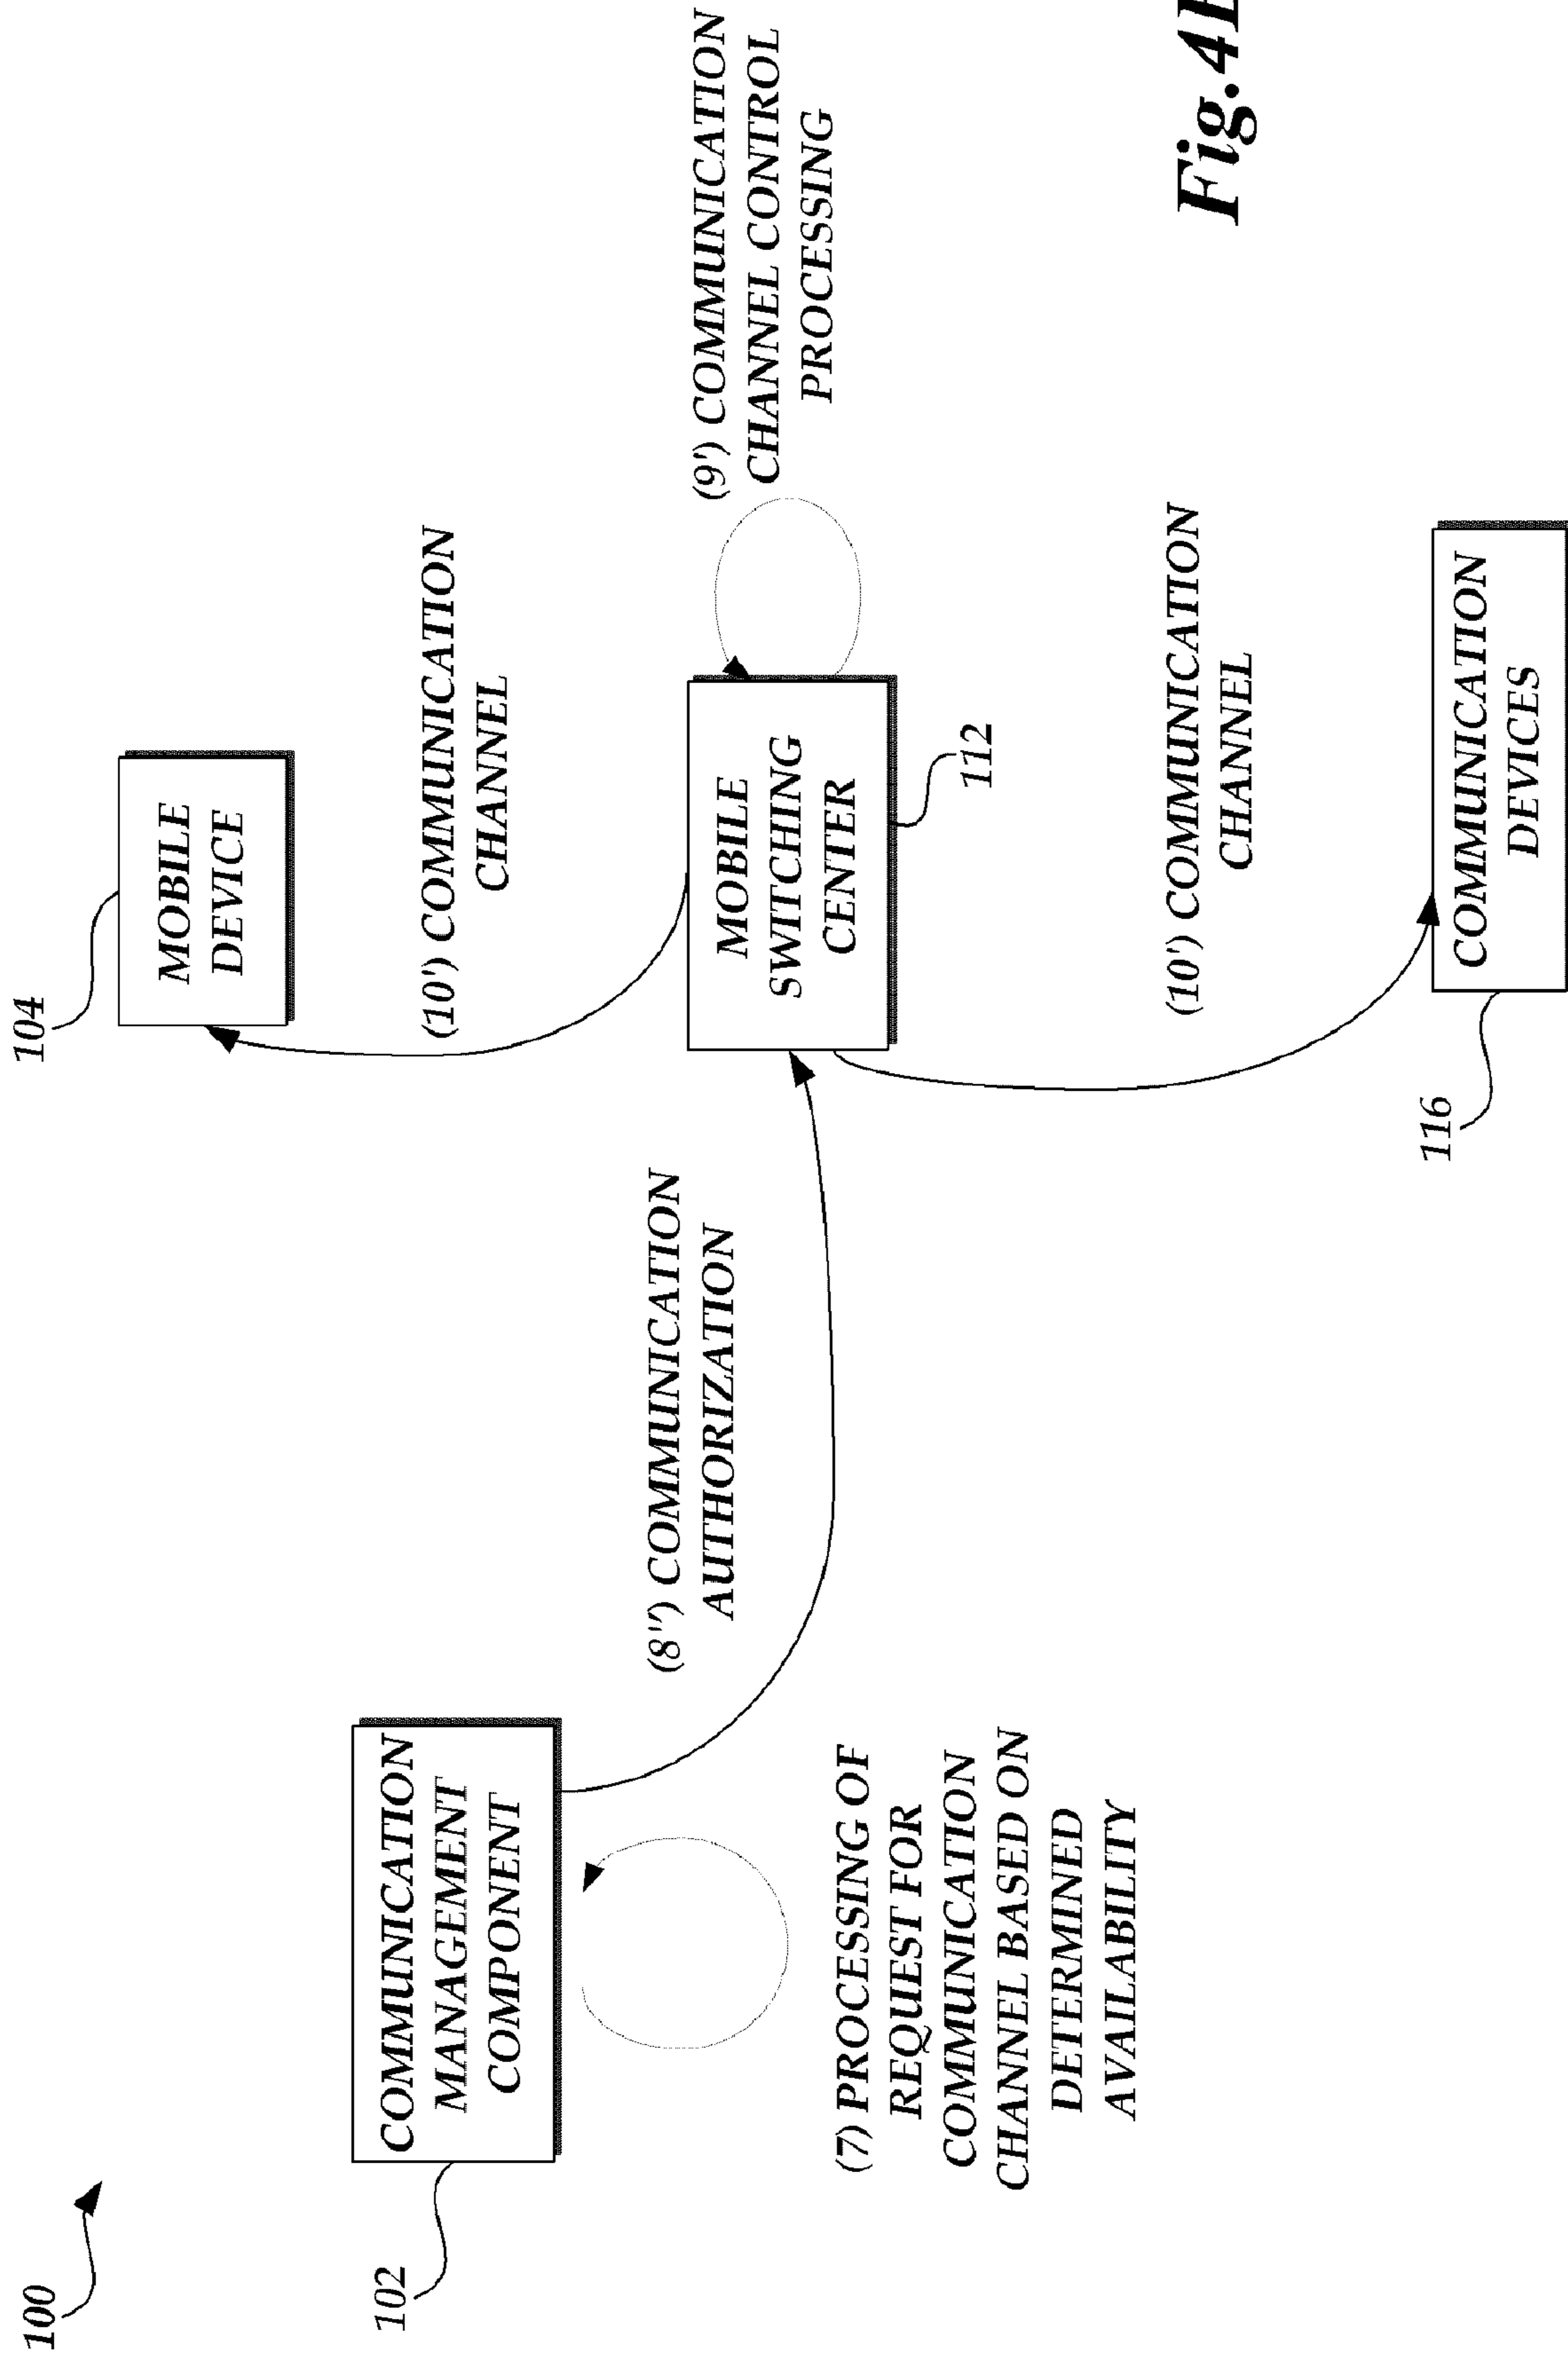 100
104
MOBILE
DEVICE
(10') COMMUNICATION
CHANNEL
102
COMMUNICATION
MANAGEMENT
COMPONENT
(8") COMMUNICATION
AUTHORIZATION
MOBILE
SWITCHING
CENTER
112
(9') COMMUNICATION
CHANNEL CONTROL
PROCESSING
(7) PROCESSING OF
REQUEST FOR
COMMUNICATION
CHANNEL BASED ON
DETERMINED
AVAILABILITY
(10') COMMUNICATION
CHANNEL
116
COMMUNICATION
DEVICES
Fig.4